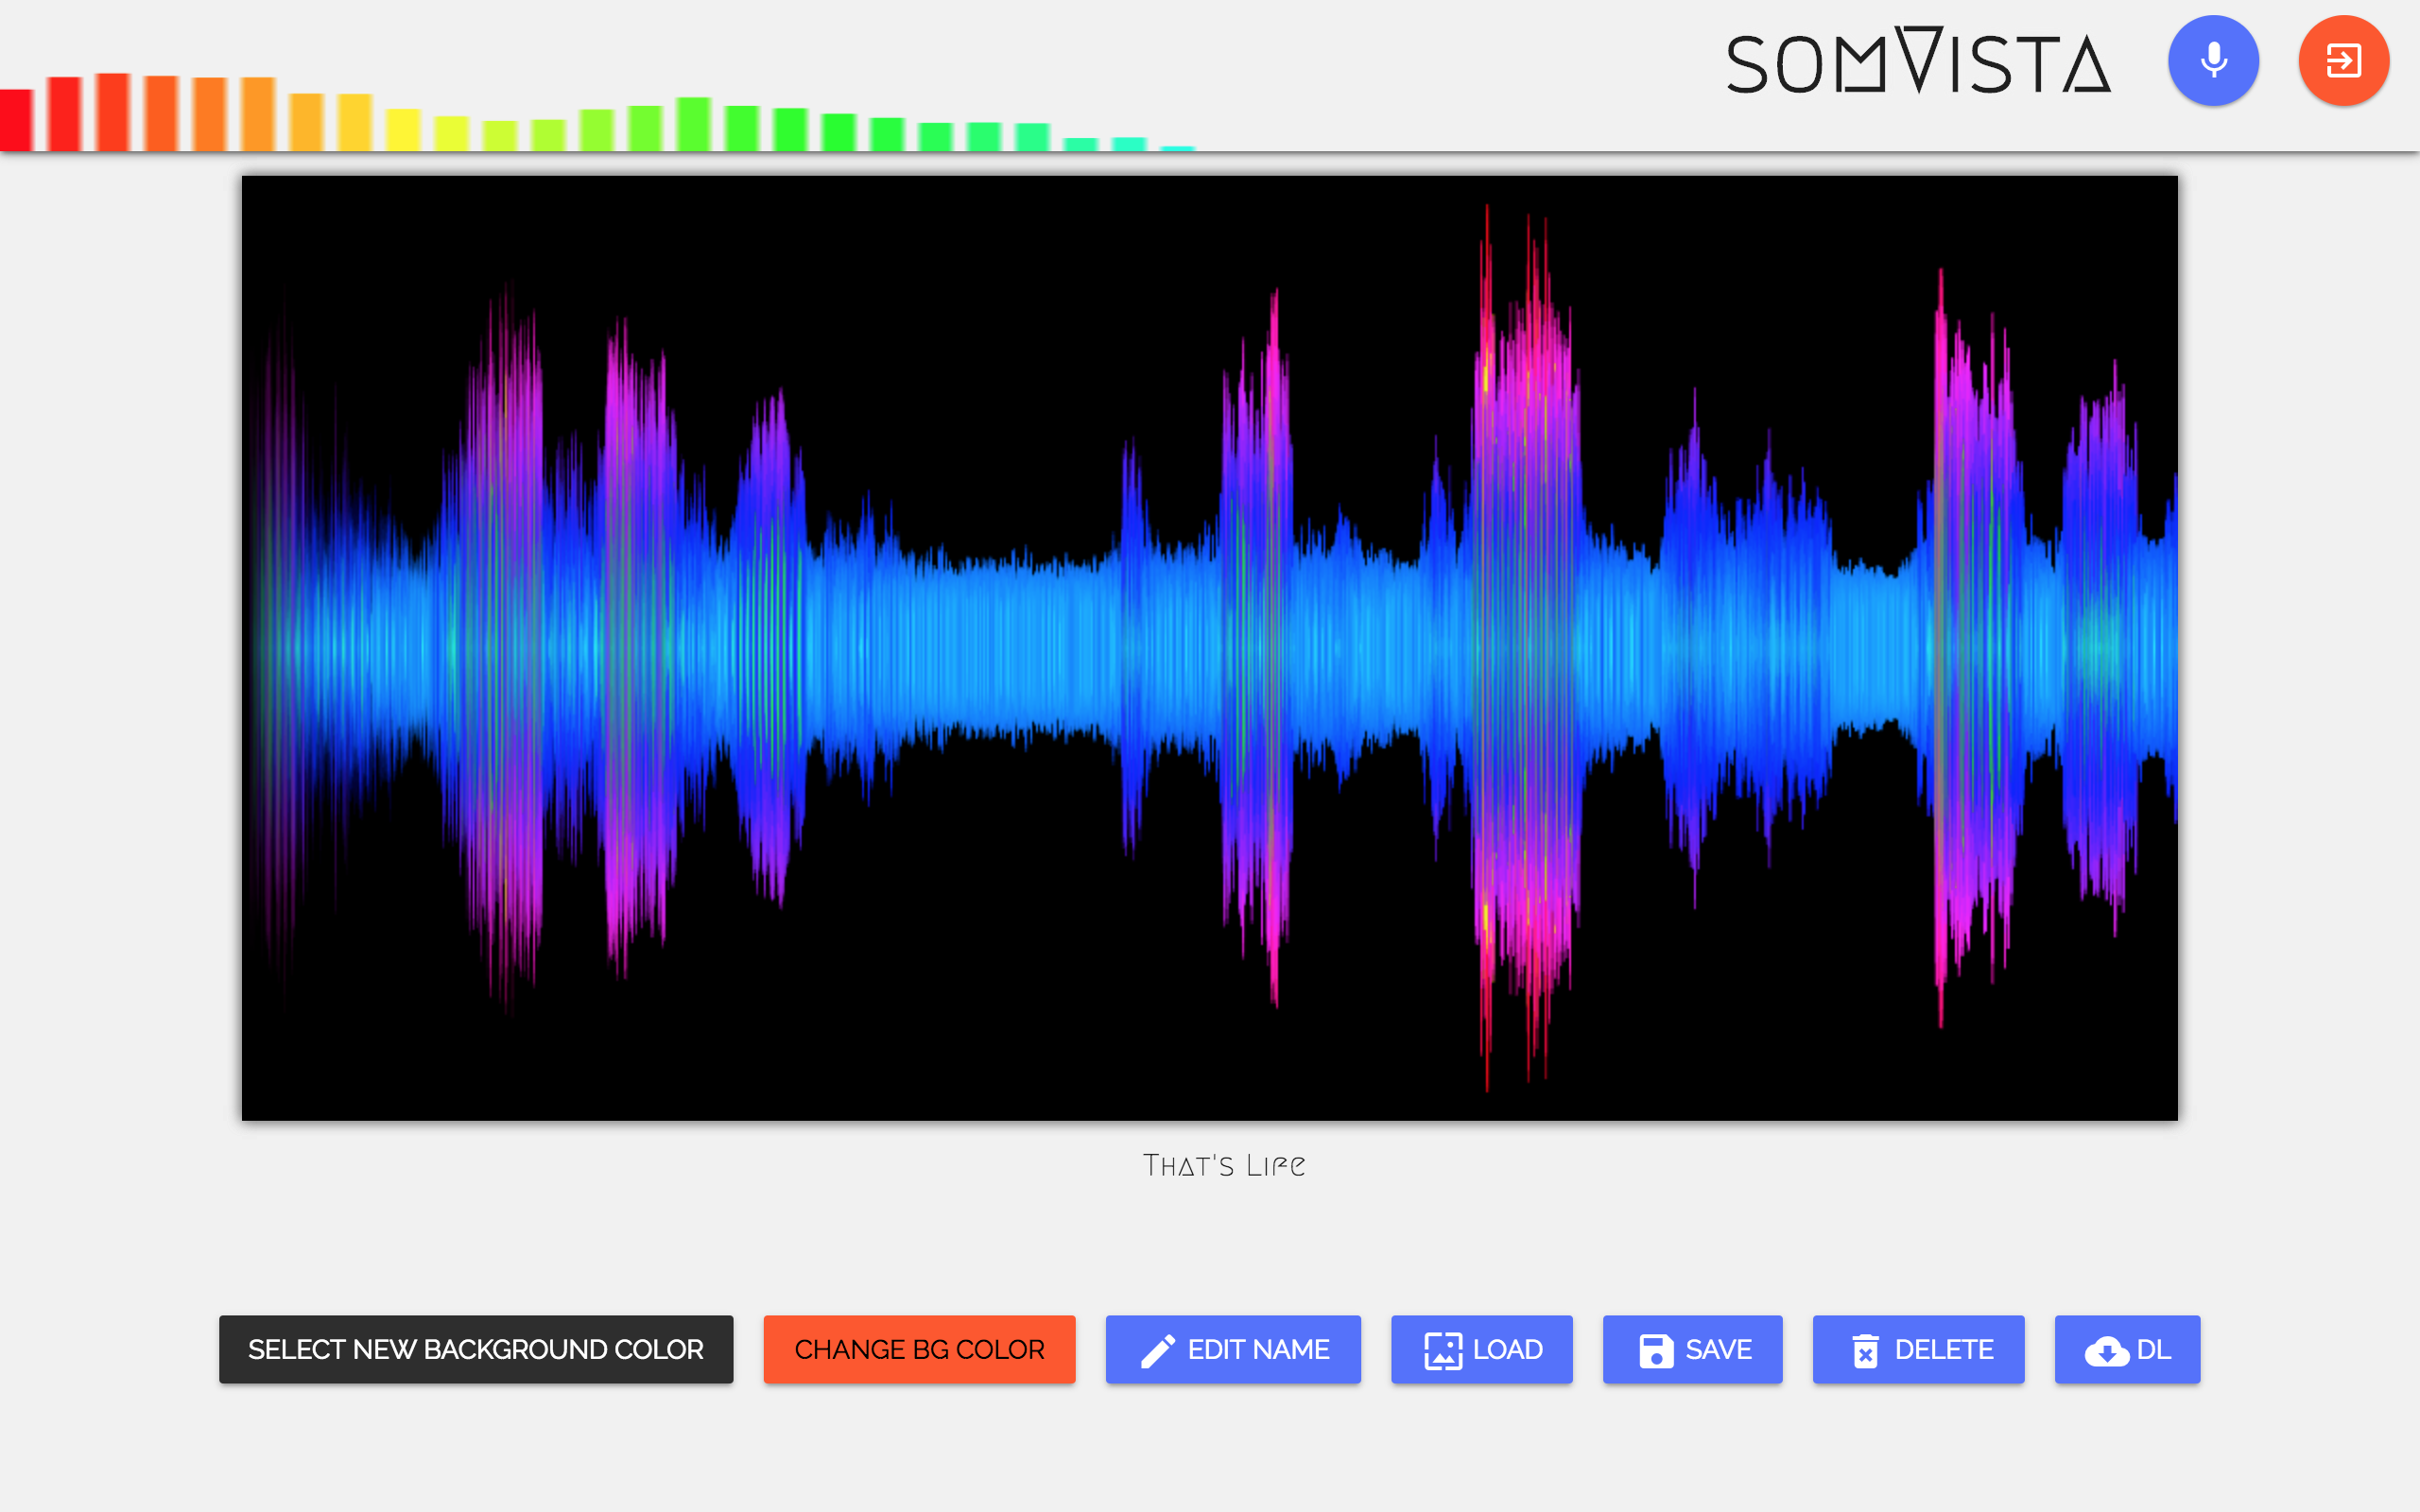 SOMVISTA
That's Life
SELECT NEW BACKGROUND COLOR
CHANGE BG COLOR
EDIT NAME
LOAD
SAVE
DELETE
DL